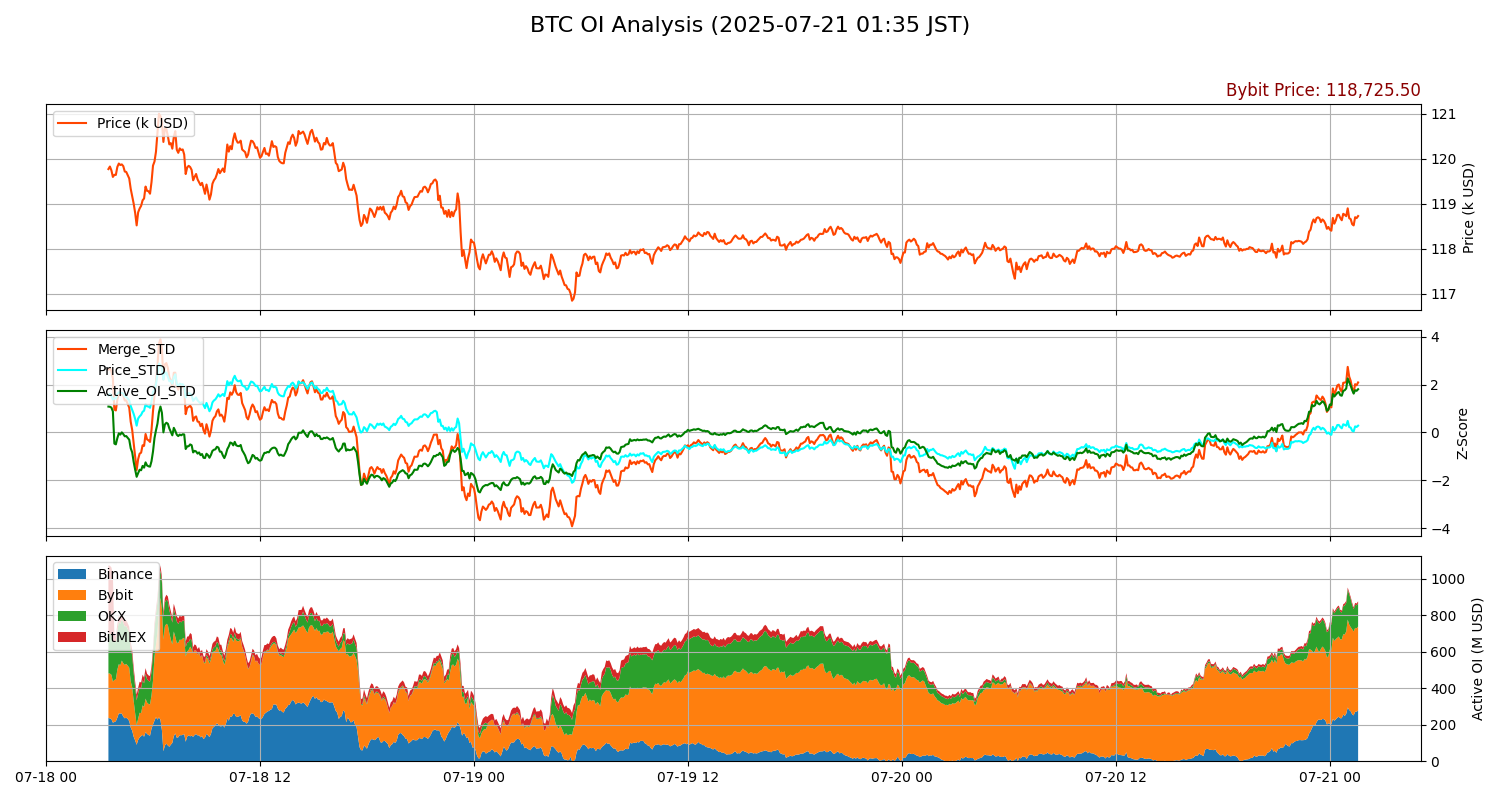 BTC OI Analysis (2025-07-21 01:35 JST)
Bybit Price: 118,725.50
Price (k USD)
121
120
119
118
117
Price (k USD)
Merge_STD
Price_STD
Active_OI_STD
4
2
0
−2
−4
Z-Score
Binance
Bybit
OKX
BitMEX
1000
800
600
400
200
0
Active OI (M USD)
07-18 00
07-18 12
07-19 00
07-19 12
07-20 00
07-20 12
07-21 00